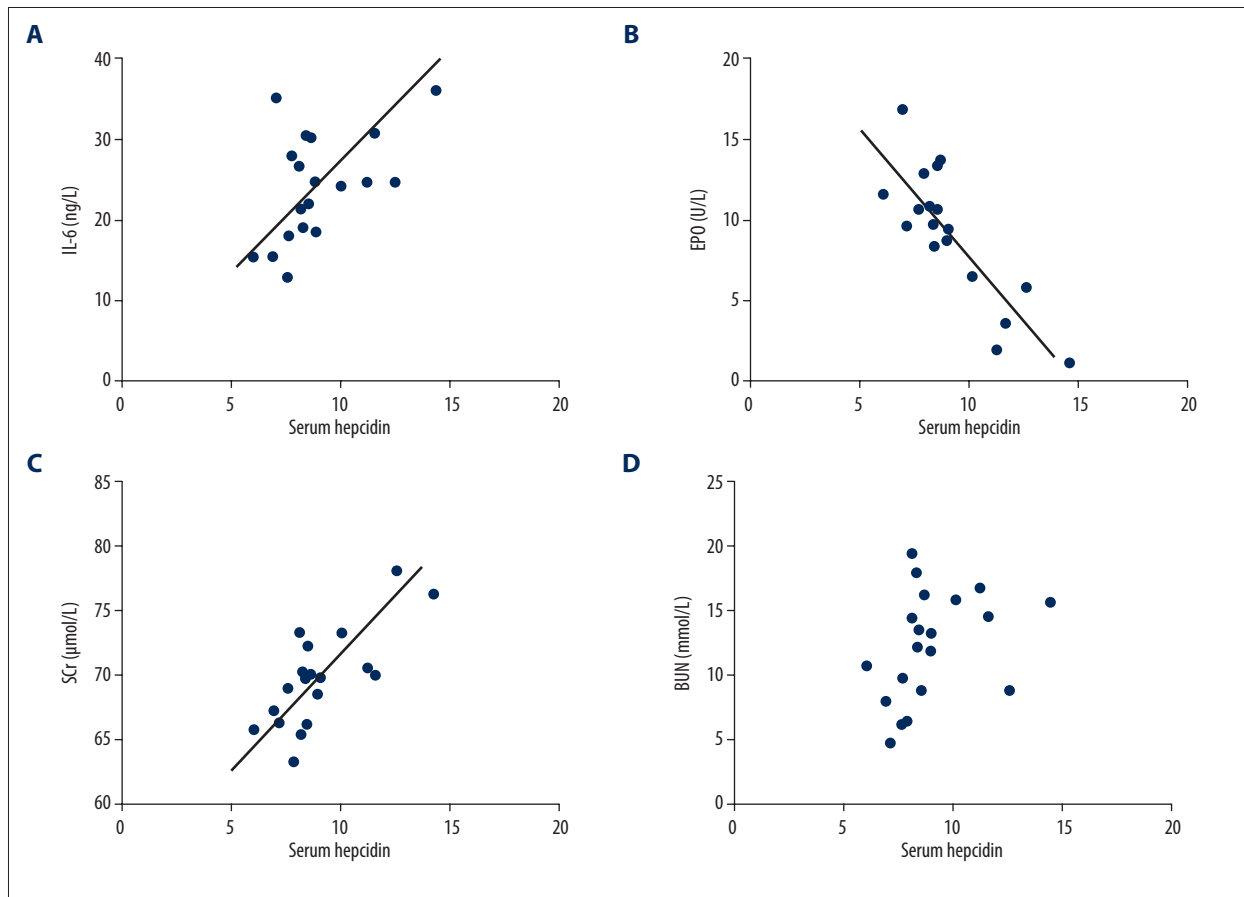 A
40
30
20
10
0
IL-6 (ng/L)
0 5 10 15 20
Serum hepcidin
B
20
15
10
5
0
EPO (U/L)
0 5 10 15 20
Serum hepcidin
C
85
80
75
70
65
60
SCr (μmol/L)
0 5 10 15 20
Serum hepcidin
D
25
20
15
10
5
0
BUN (mmol/L)
0 5 10 15 20
Serum hepcidin